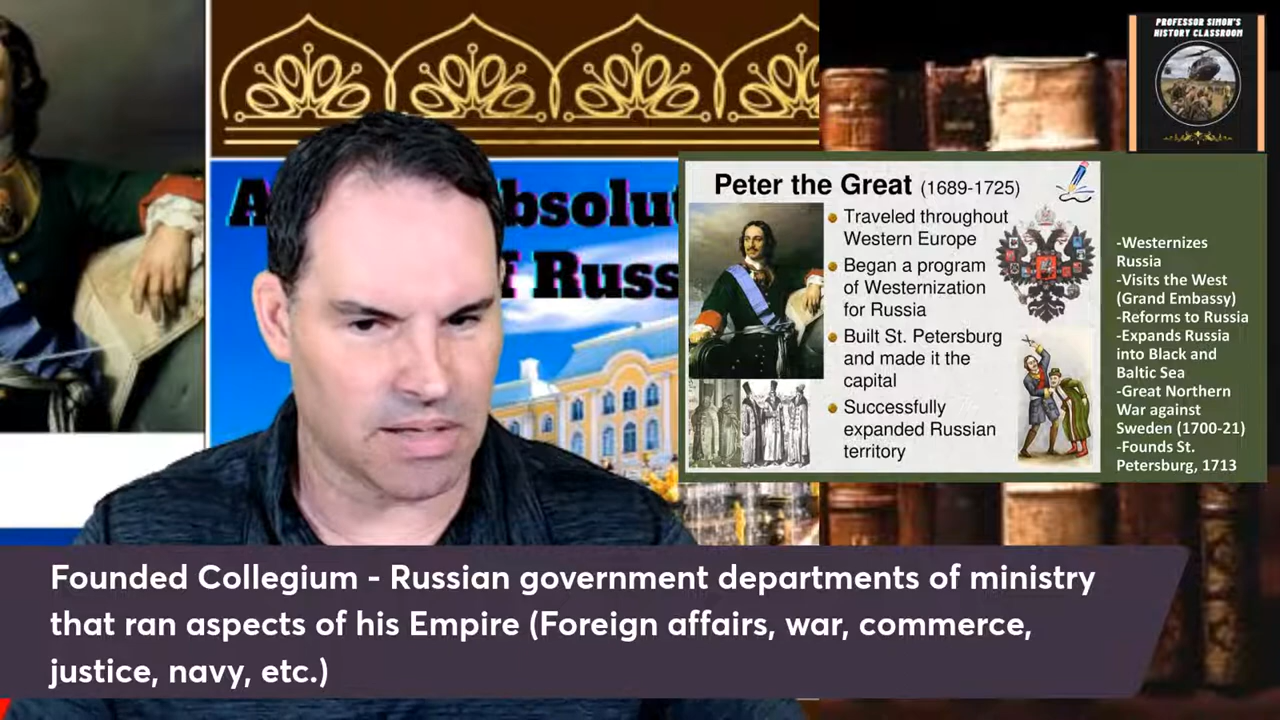 PROFESSOR SIMON'S
HISTORY CLASSROOM
Peter the Great (1689-1725)
Traveled throughout
Western Europe
Began a program
of Westernization
for Russia
Built St. Petersburg
and made it the
capital
Successfully
expanded Russian
territory
-Westernizes
Russia
-Visits the West
(Grand Embassy)
-Reforms to Russia
-Expands Russia
into Black and
Baltic Sea
-Great Northern
War against
Sweden (1700-21)
-Founds St.
Petersburg, 1713
Founded Collegium - Russian government departments of ministry
that ran aspects of his Empire (Foreign affairs, war, commerce,
justice, navy, etc.)